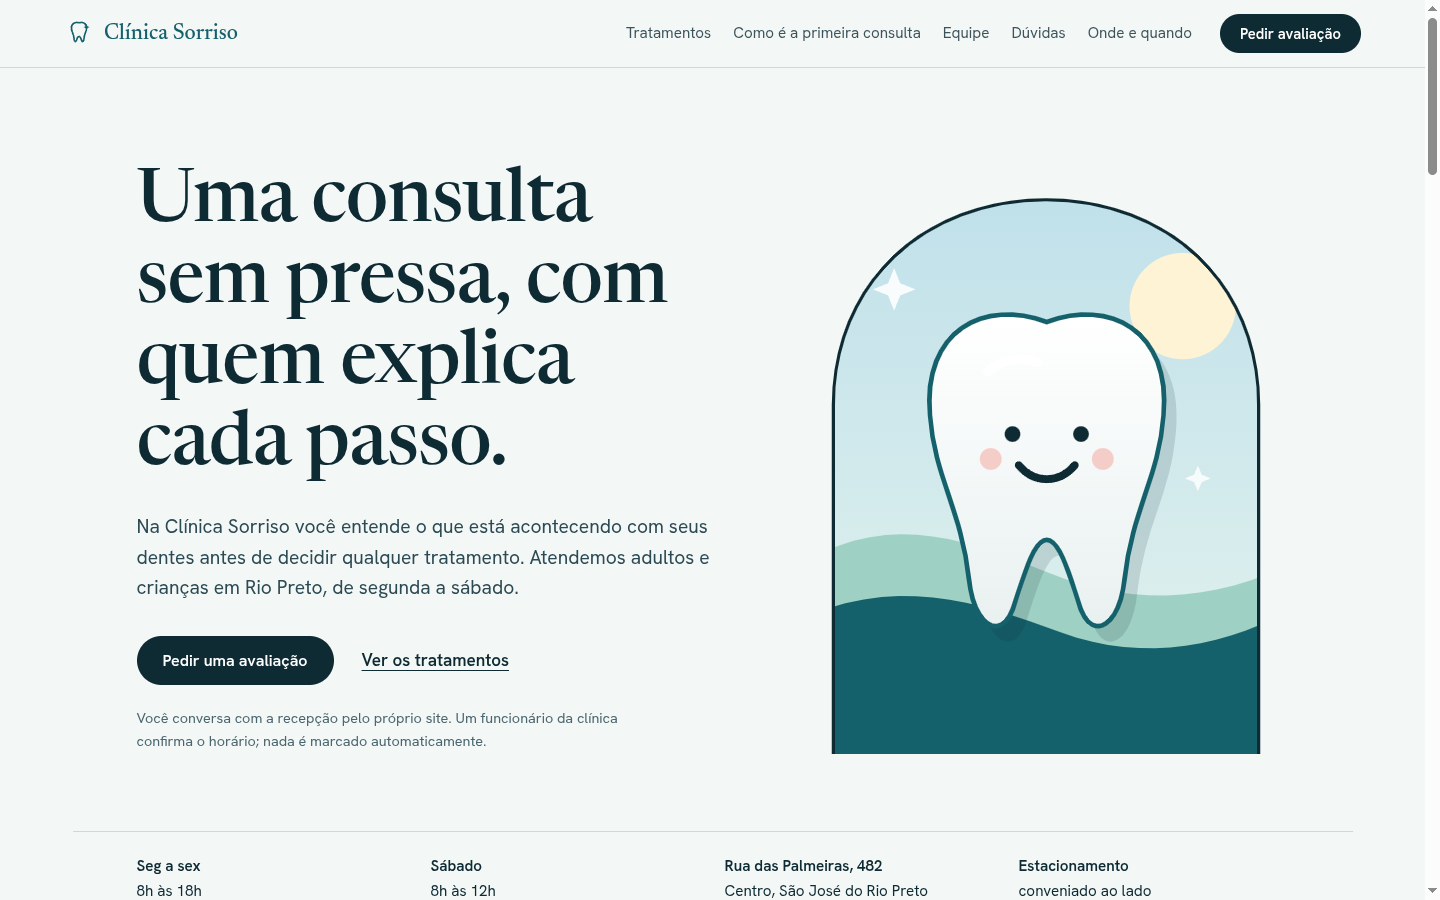 Clínica Sorriso
Tratamentos
Como é a primeira consulta
Equipe
Dúvidas
Onde e quando
Pedir avaliação
Uma consulta
sem pressa, com
quem explica
cada passo.
Na Clínica Sorriso você entende o que está acontecendo com seus
dentes antes de decidir qualquer tratamento. Atendemos adultos e
crianças em Rio Preto, de segunda a sábado.
Pedir uma avaliação
Ver os tratamentos
Você conversa com a recepção pelo próprio site. Um funcionário da clínica
confirma o horário; nada é marcado automaticamente.
Seg a sex
8h às 18h
Sábado
8h às 12h
Rua das Palmeiras, 482
Centro, São José do Rio Preto
Estacionamento
conveniado ao lado